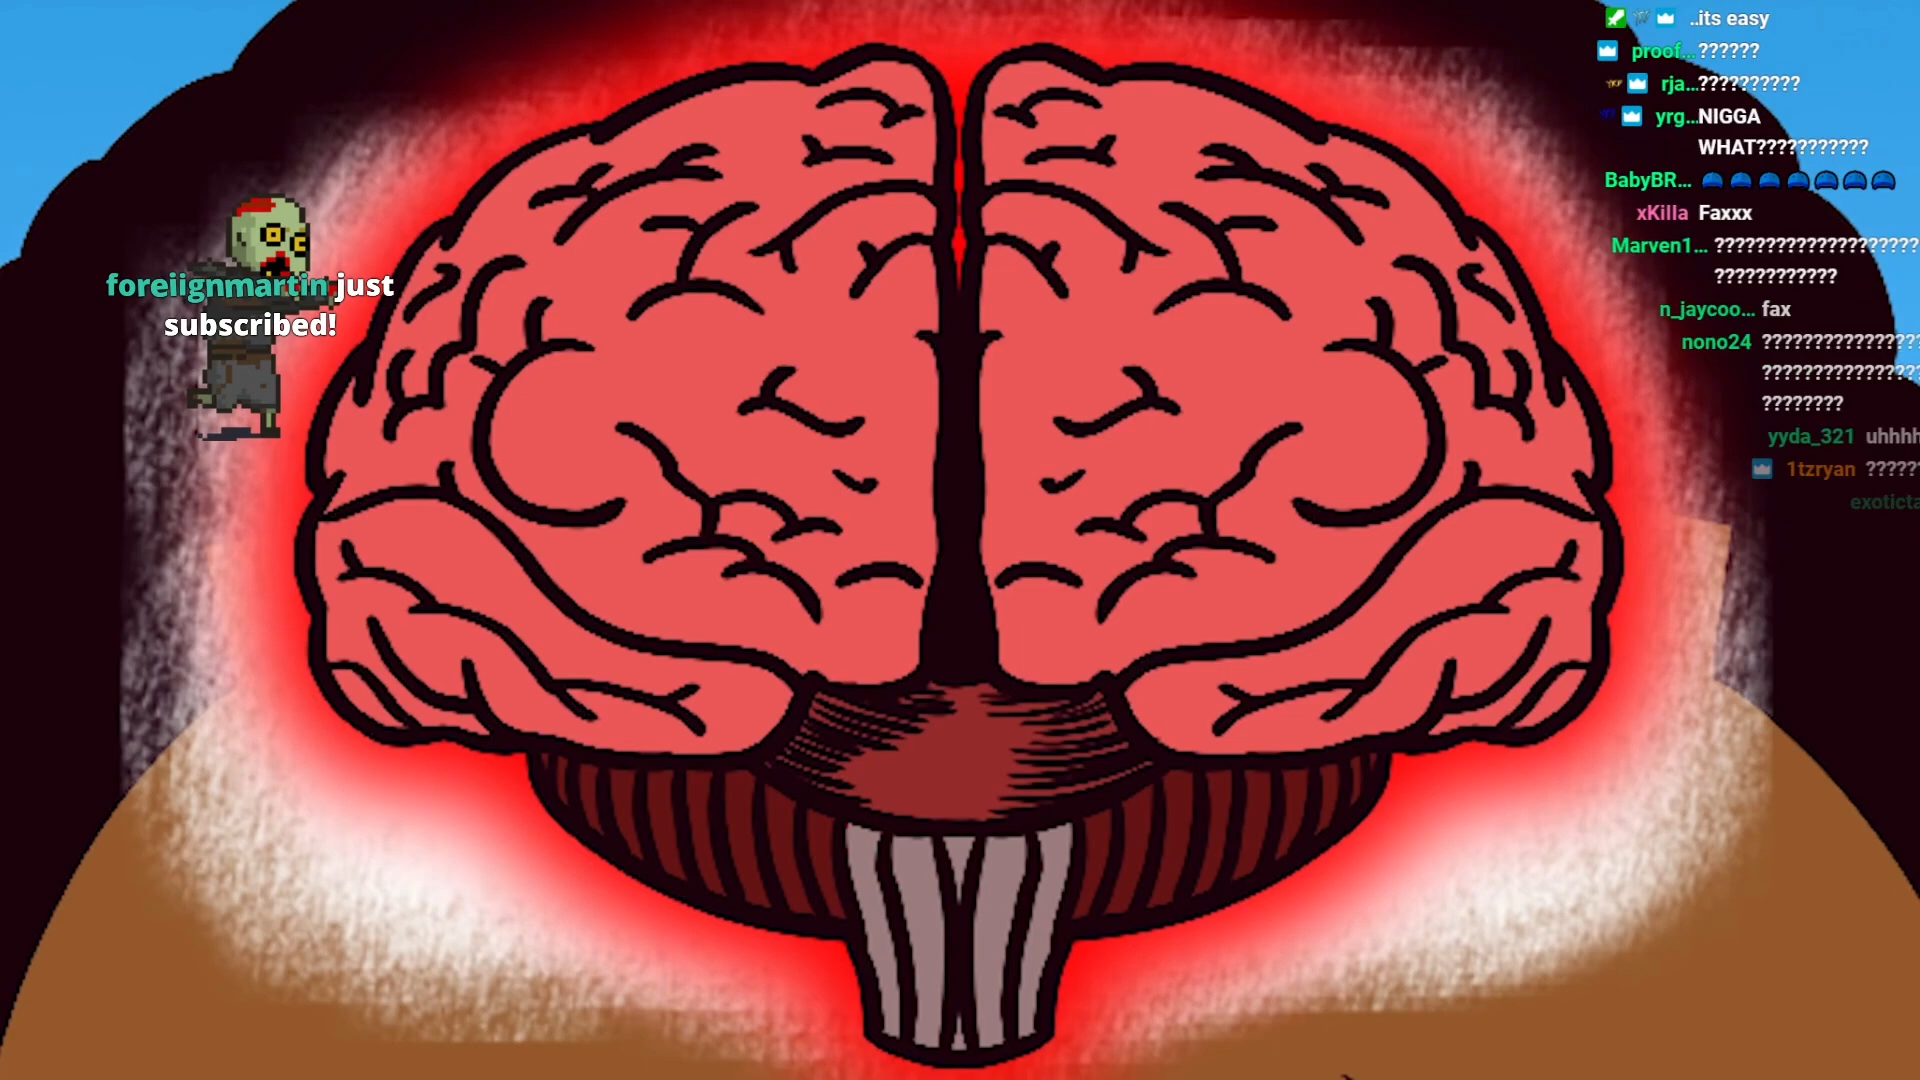 foreiignmartin just
subscribed!
..its easy
proof...??????
rja...??????????
yrg...NIGGA
WHAT???????????
BabyBR... 🧢🧢🧢🧢🧢🧢🧢
xKilla Faxxx
Marven1... ????????????????????
????????????
n_jaycoo... fax
nono24 ????????????????
????????????????
????????
yyda_321 uhhhh
1tzryan ??????
exoticta